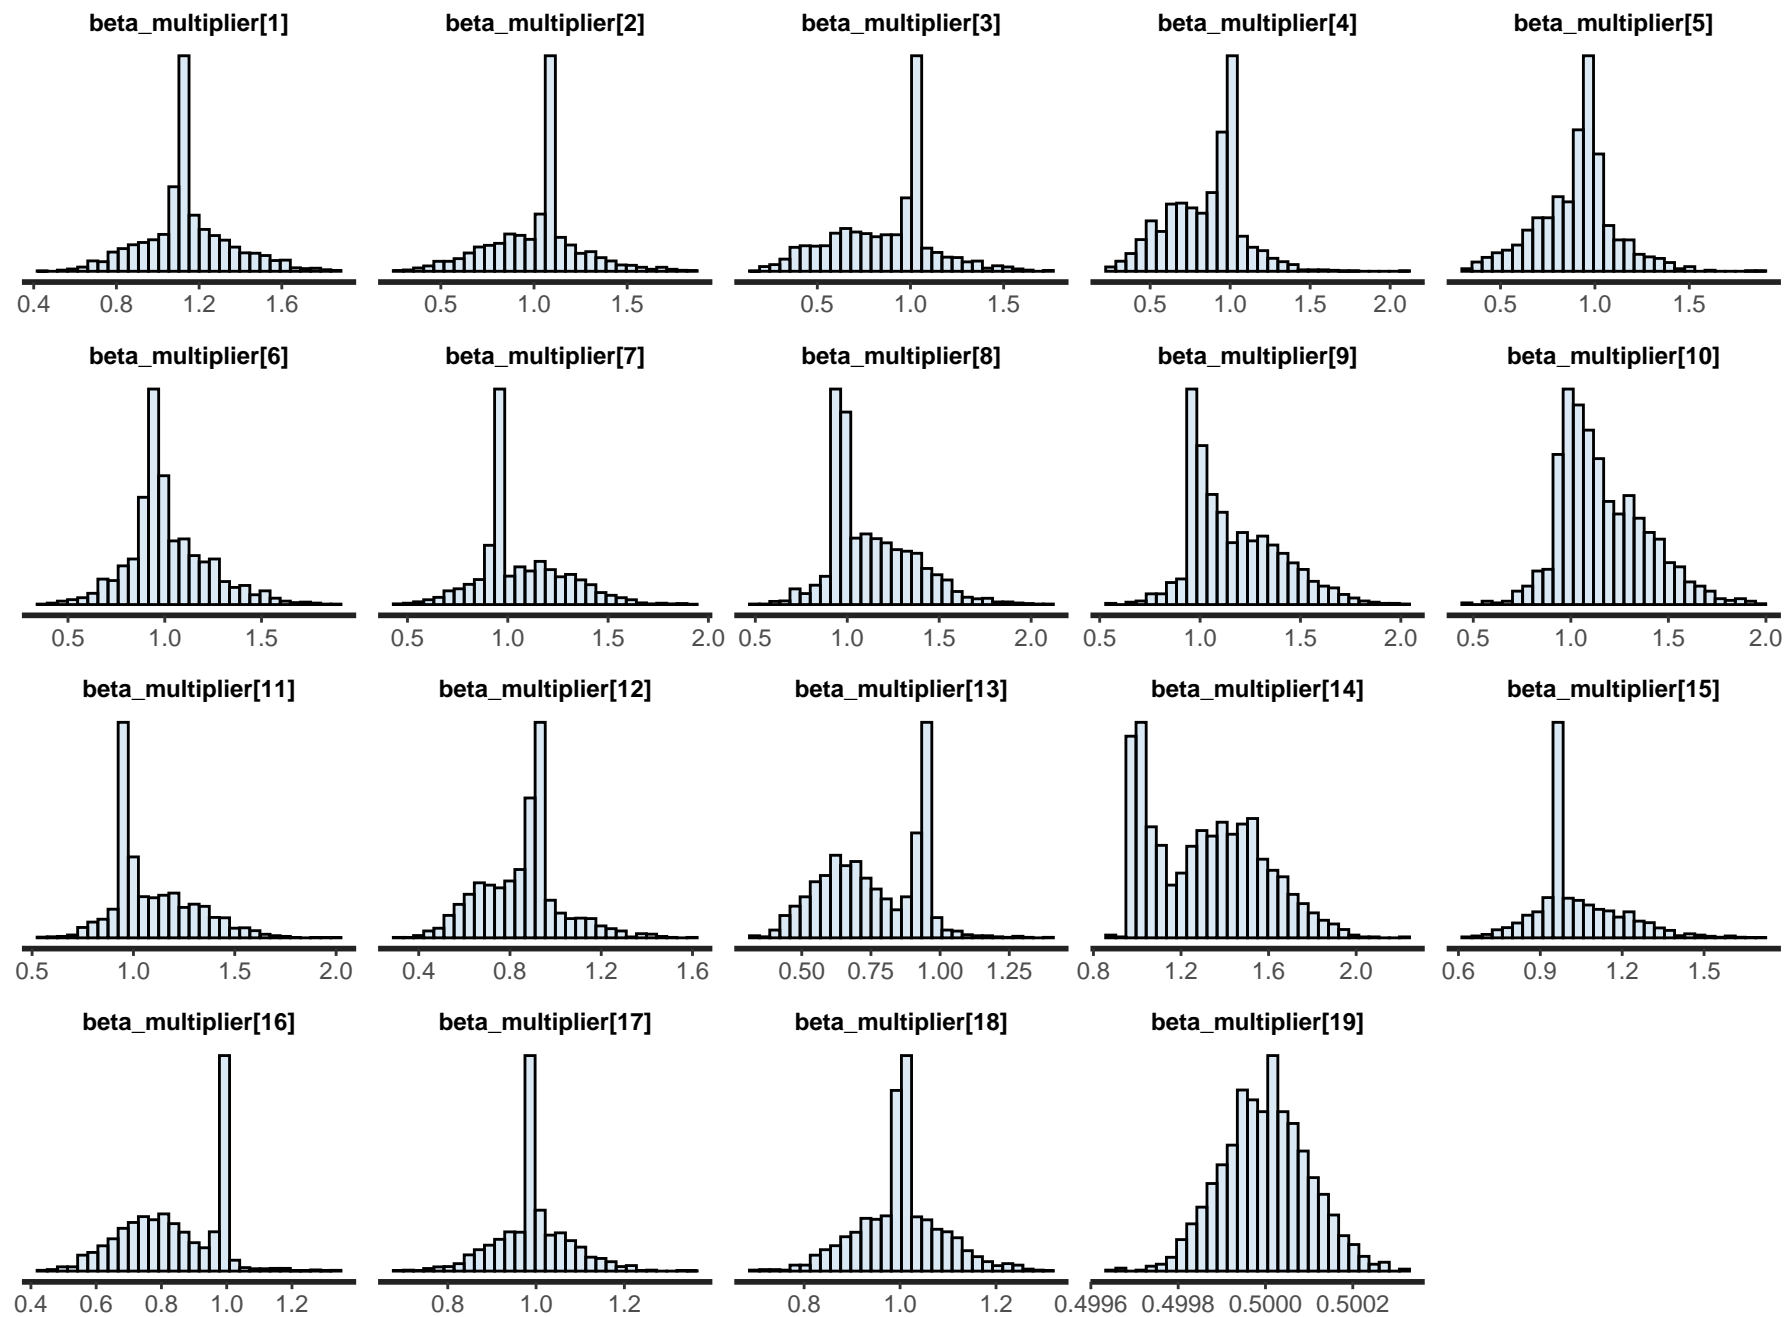 beta_multiplier[1] beta_multiplier[2] beta_multiplier[3] beta_multiplier[4] beta_multiplier[5]
0.4 0.8 1.2 1.6 0.5 1.0 1.5 0.5 1.0 1.5 0.5 1.0 1.5 2.0 0.5 1.0 1.5
beta_multiplier[6] beta_multiplier[7] beta_multiplier[8] beta_multiplier[9] beta_multiplier[10]
0.5 1.0 1.5 0.5 1.0 1.5 2.0 0.5 1.0 1.5 2.0 0.5 1.0 1.5 2.0 0.5 1.0 1.5 2.0
beta_multiplier[11] beta_multiplier[12] beta_multiplier[13] beta_multiplier[14] beta_multiplier[15]
0.5 1.0 1.5 2.0 0.4 0.8 1.2 1.6 0.50 0.75 1.00 1.25 0.8 1.2 1.6 2.0 0.6 0.9 1.2 1.5
beta_multiplier[16] beta_multiplier[17] beta_multiplier[18] beta_multiplier[19]
0.4 0.6 0.8 1.0 1.2 0.8 1.0 1.2 0.8 1.0 1.2 0.4996 0.4998 0.5000 0.5002